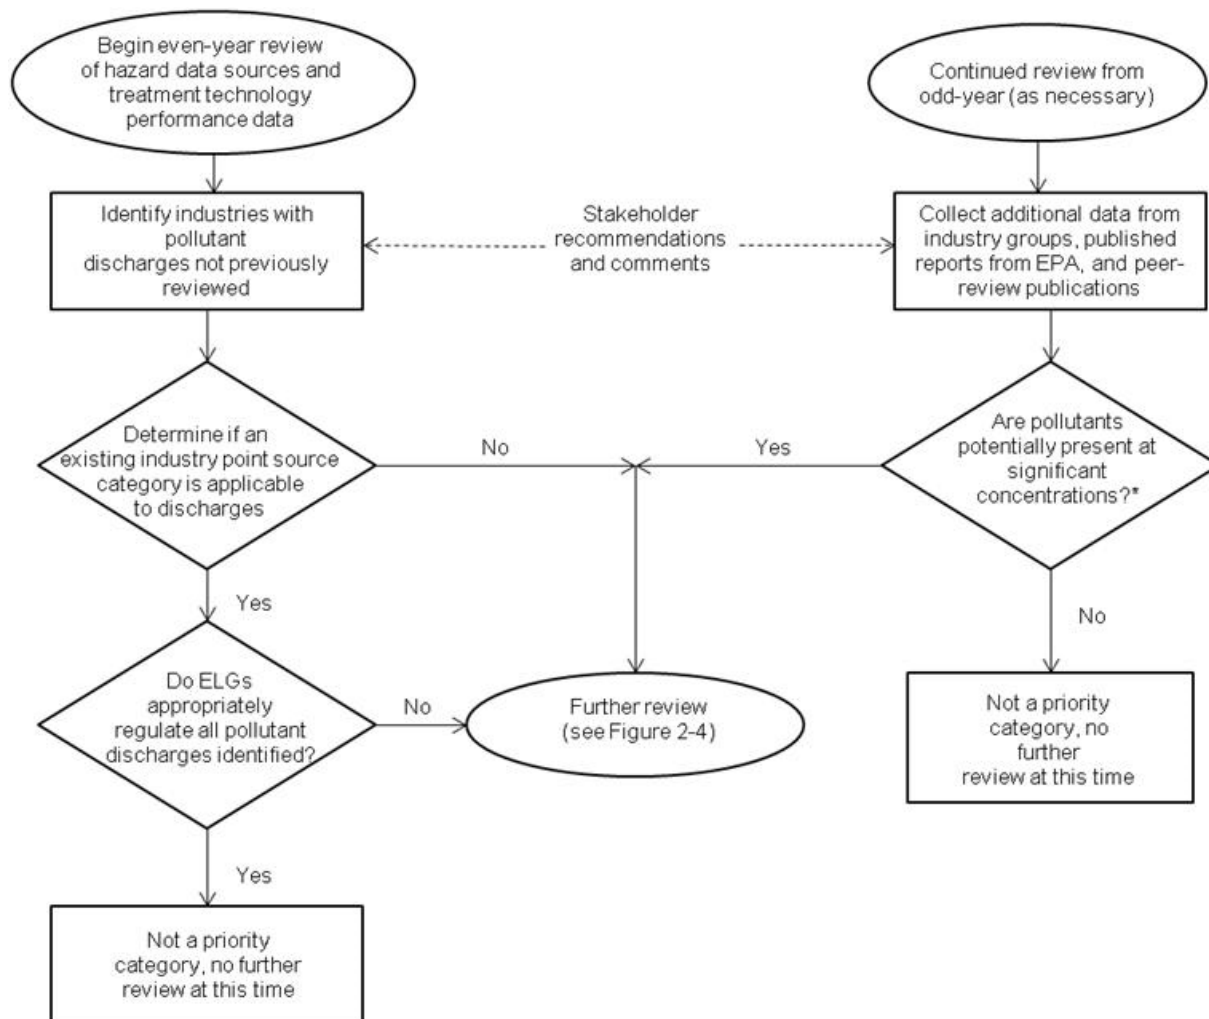 Begin even-year review
of hazard data sources and
treatment technology
performance data
Continued review from
odd-year (as necessary)
Identify industries with
pollutant
discharges not previously
reviewed
Stakeholder
recommendations
and comments
Collect additional data from
industry groups, published
reports from EPA, and peer-
review publications
Determine if an
existing industry point source
category is applicable
to discharges
No
Yes
Are pollutants
potentially present at
significant
concentrations?*
Yes
No
Do ELGs
appropriately
regulate all pollutant
discharges identified?
No
Further review
(see Figure 2-4)
Not a priority
category, no
further
review at this time
Yes
Not a priority
category, no further
review at this time